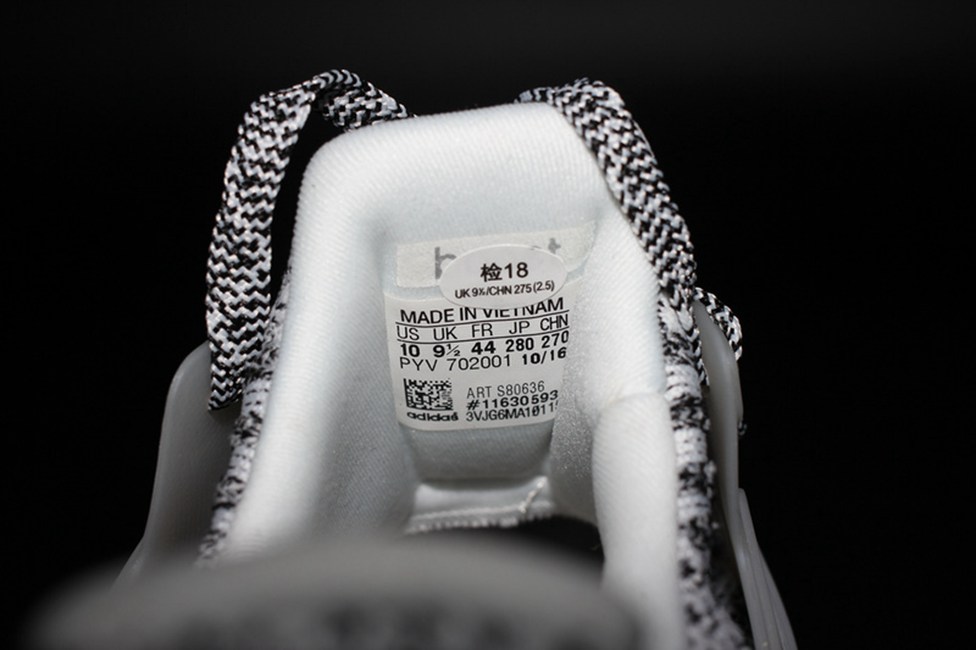 检18
UK 9½/CHN 275 (2.5)
MADE IN VIETNAM
US UK FR JP CHN
10 9½ 44 280 270
PYV 702001 10/16
ART S80636
#11630593
adidas 3VJG6MA1011